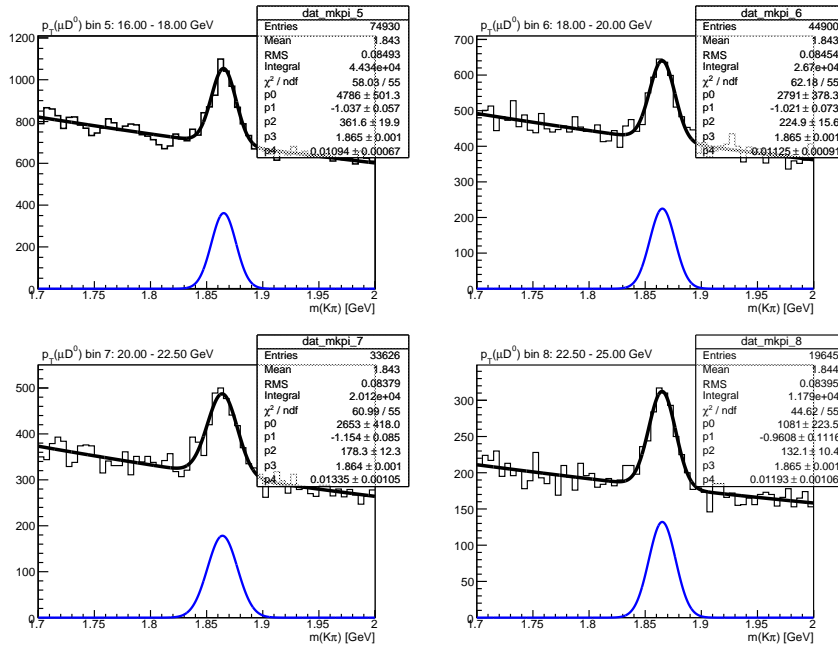 p_T(μD⁰) bin 5: 16.00 - 18.00 GeV
dat_mkpi_5
Entries 74930
Mean 1.843
RMS 0.08493
Integral 4.434e+04
χ² / ndf 58.03 / 55
p0 4786 ± 501.3
p1 -1.037 ± 0.057
p2 361.6 ± 19.9
p3 1.865 ± 0.001
p4 0.01094 ± 0.00067
1200
1000
800
600
400
200
0
1.7 1.75 1.8 1.85 1.9 1.95 2
m(Kπ) [GeV]
p_T(μD⁰) bin 6: 18.00 - 20.00 GeV
dat_mkpi_6
Entries 44900
Mean 1.843
RMS 0.08454
Integral 2.67e+04
χ² / ndf 62.18 / 55
p0 2791 ± 378.3
p1 -1.021 ± 0.073
p2 224.9 ± 15.6
p3 1.865 ± 0.001
p4 0.01125 ± 0.00091
700
600
500
400
300
200
100
0
1.7 1.75 1.8 1.85 1.9 1.95 2
m(Kπ) [GeV]
p_T(μD⁰) bin 7: 20.00 - 22.50 GeV
dat_mkpi_7
Entries 33626
Mean 1.843
RMS 0.08379
Integral 2.012e+04
χ² / ndf 60.99 / 55
p0 2653 ± 418.0
p1 -1.154 ± 0.085
p2 178.3 ± 12.3
p3 1.864 ± 0.001
p4 0.01335 ± 0.00105
500
400
300
200
100
0
1.7 1.75 1.8 1.85 1.9 1.95 2
m(Kπ) [GeV]
p_T(μD⁰) bin 8: 22.50 - 25.00 GeV
dat_mkpi_8
Entries 19645
Mean 1.844
RMS 0.08395
Integral 1.179e+04
χ² / ndf 44.62 / 55
p0 1081 ± 223.5
p1 -0.9608 ± 0.1116
p2 132.1 ± 10.4
p3 1.865 ± 0.001
p4 0.01193 ± 0.00106
300
250
200
150
100
50
0
1.7 1.75 1.8 1.85 1.9 1.95 2
m(Kπ) [GeV]